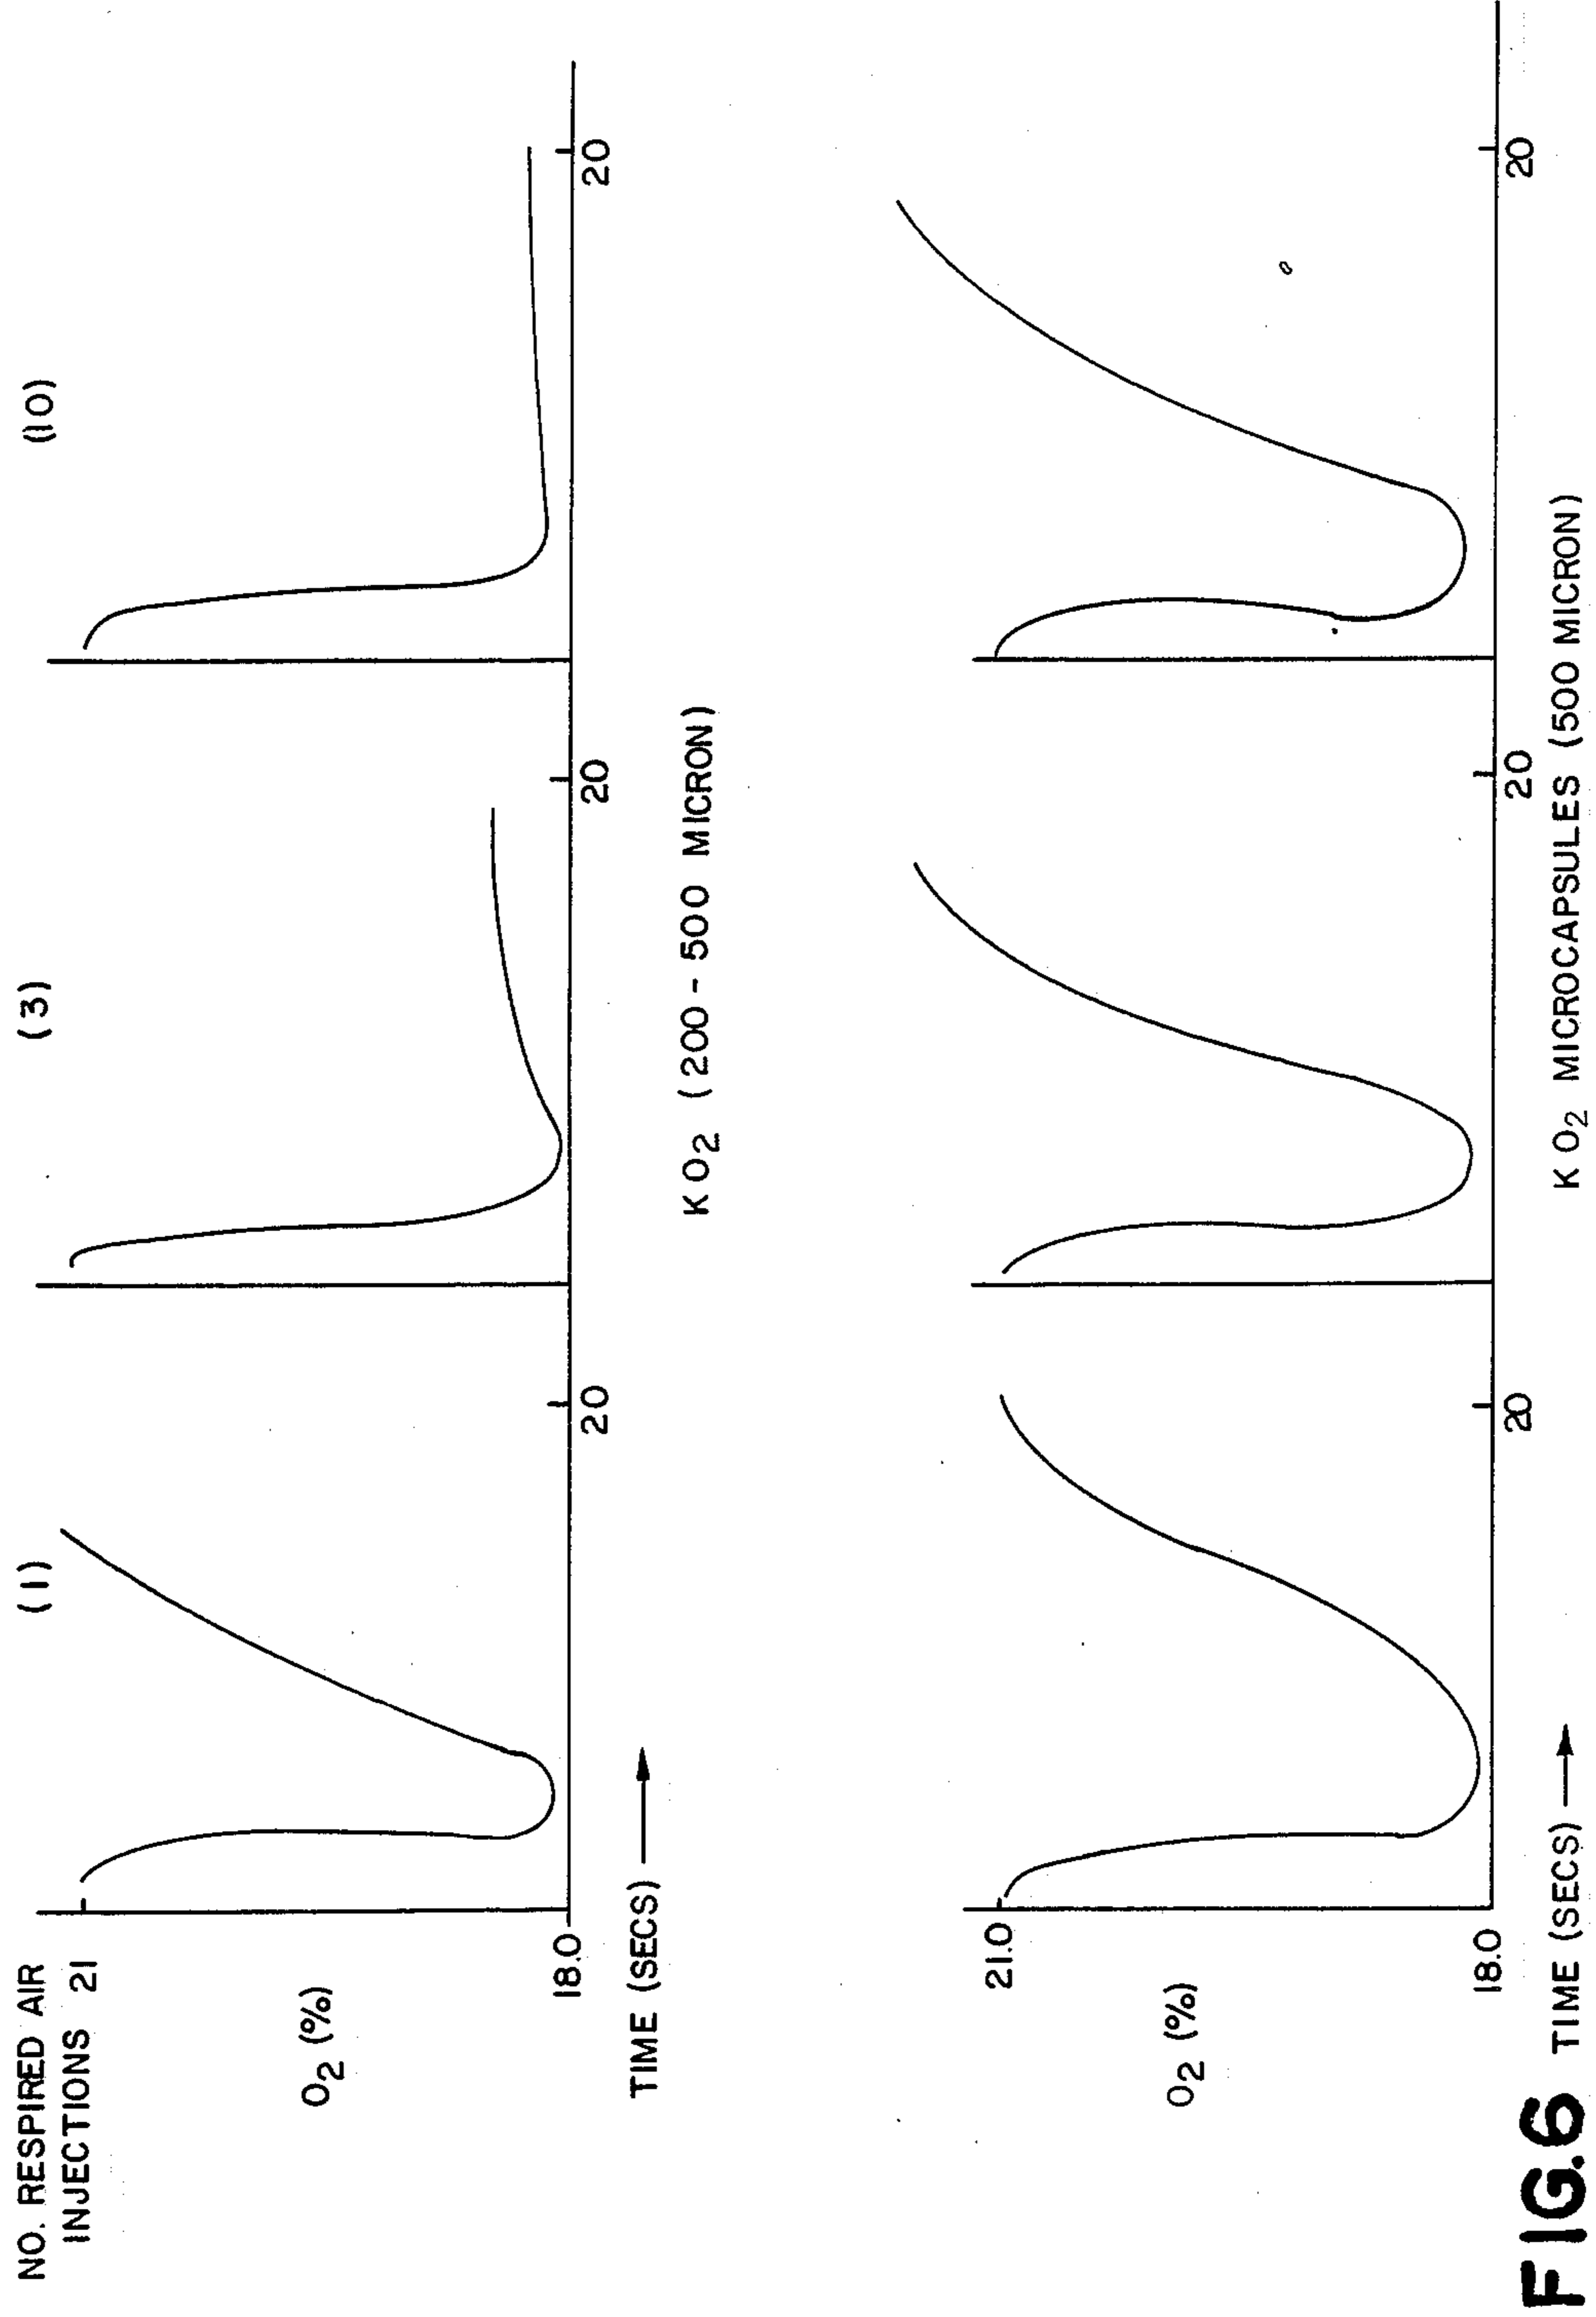 NO. RESPIRED AIR
INJECTIONS
(1)
(3)
(10)
21
O2 (%)
18.0
20
20
20
TIME (SECS)
KO2 (200-500 MICRON)
21.0
O2 (%)
18.0
20
20
20
FIG.6
TIME (SECS)
KO2 MICROCAPSULES (500 MICRON)